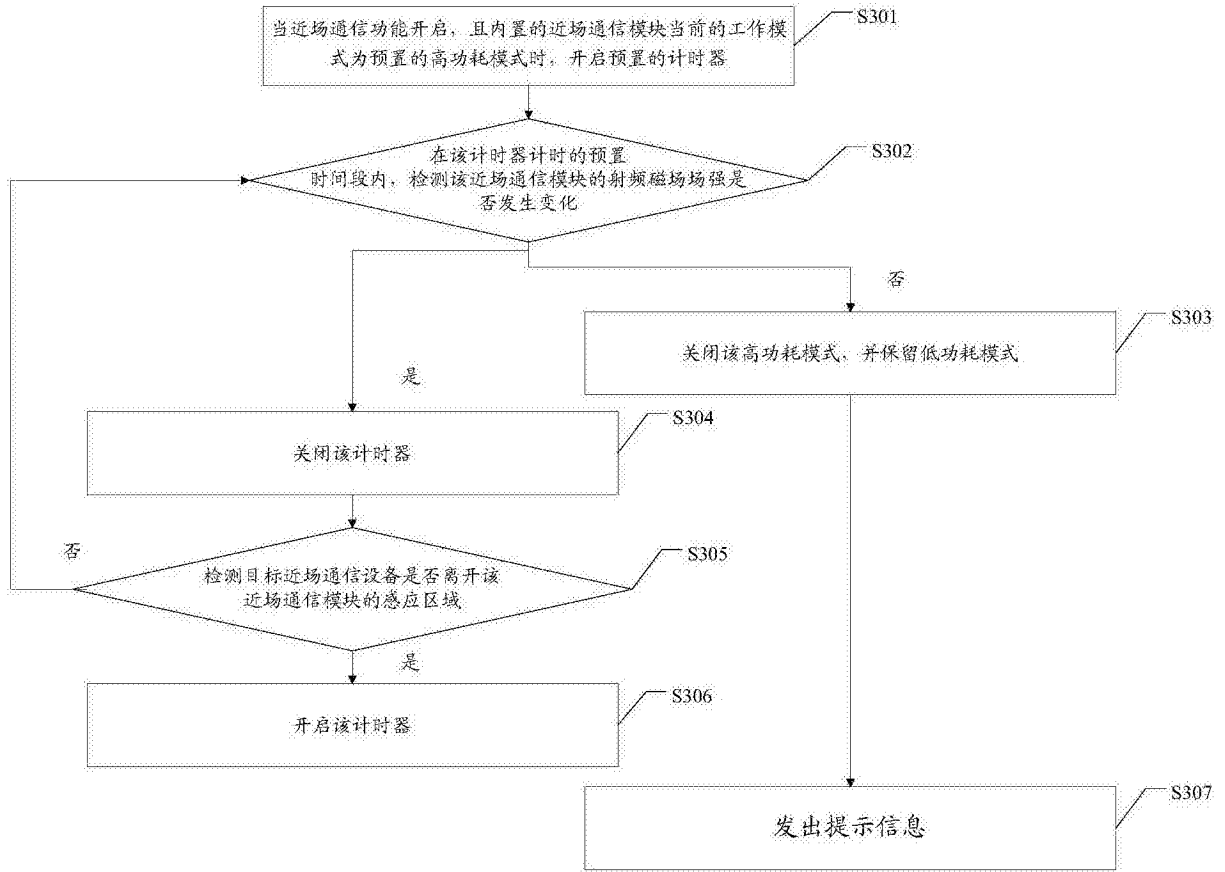 S301
当近场通信功能开启，且内置的近场通信模块当前的工作模
式为预置的高功耗模式时，开启预置的计时器
S302
在该计时器计时的预置
时间段内，检测该近场通信模块的射频磁场场强是
否发生变化
否
S303
关闭该高功耗模式、并保留低功耗模式
是
S304
关闭该计时器
否
S305
检测目标近场通信设备是否离开该
近场通信模块的感应区域
是
S306
开启该计时器
S307
发出提示信息